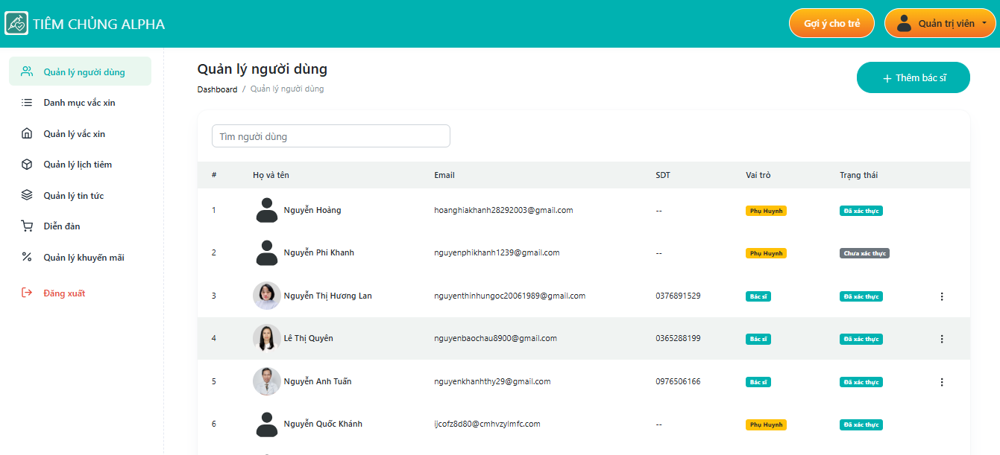 TIÊM CHỦNG ALPHA
Gợi ý cho trẻ
Quản trị viên
Quản lý người dùng
Danh mục vắc xin
Quản lý vắc xin
Quản lý lịch tiêm
Quản lý tin tức
Diễn đàn
Quản lý khuyến mãi
Đăng xuất
Quản lý người dùng
Dashboard / Quản lý người dùng
+ Thêm bác sĩ
Tìm người dùng
# Họ và tên Email SDT Vai trò Trạng thái
1 Nguyễn Hoàng hoanghiakhanh28292003@gmail.com -- Phụ Huynh Đã xác thực
2 Nguyễn Phi Khanh nguyenphikhanh1239@gmail.com -- Phụ Huynh Chưa xác thực
3 Nguyễn Thị Hương Lan nguyenthinhungoc20061989@gmail.com 0376891529 Bác sĩ Đã xác thực
4 Lê Thị Quyên nguyenbaochau8900@gmail.com 0365288199 Bác sĩ Đã xác thực
5 Nguyễn Anh Tuấn nguyenkhanhthy29@gmail.com 0976506166 Bác sĩ Đã xác thực
6 Nguyễn Quốc Khánh ijcofz8d80@cmhvzylmfc.com -- Phụ Huynh Đã xác thực